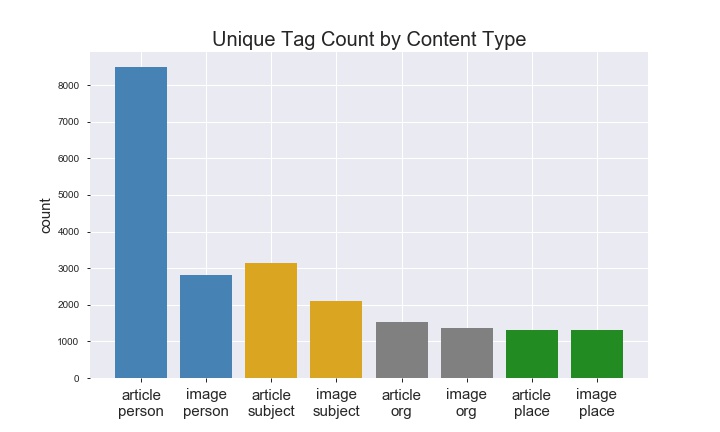 Unique Tag Count by Content Type
count
8000
7000
6000
5000
4000
3000
2000
1000
0
article image article image article image article image
person person subject subject org org place place